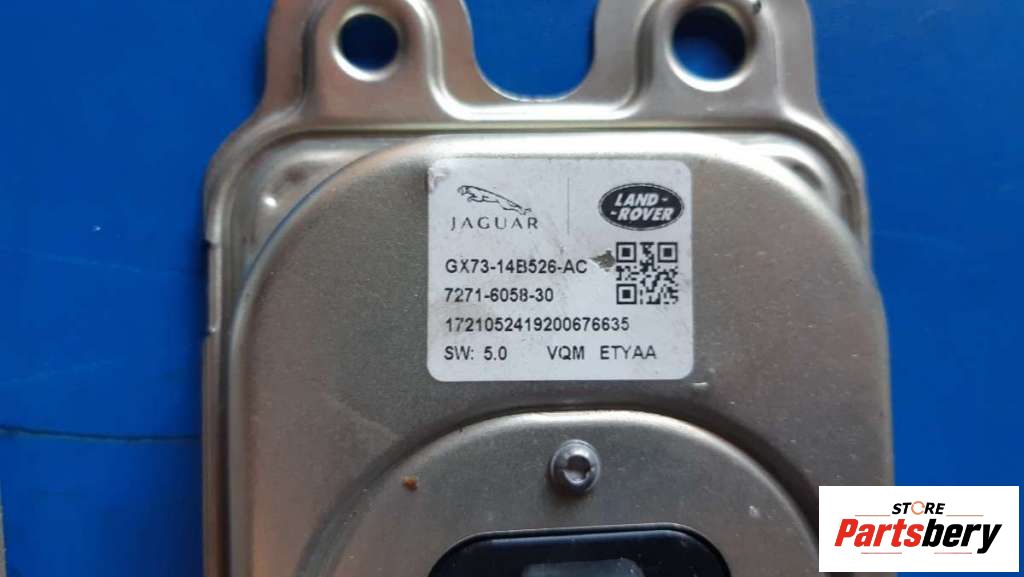 JAGUAR
LAND-
-ROVER
GX73-14B526-AC
7271-6058-30
1721052419200676635
SW: 5.0 VQM ETYAA
STORE
Partsbery